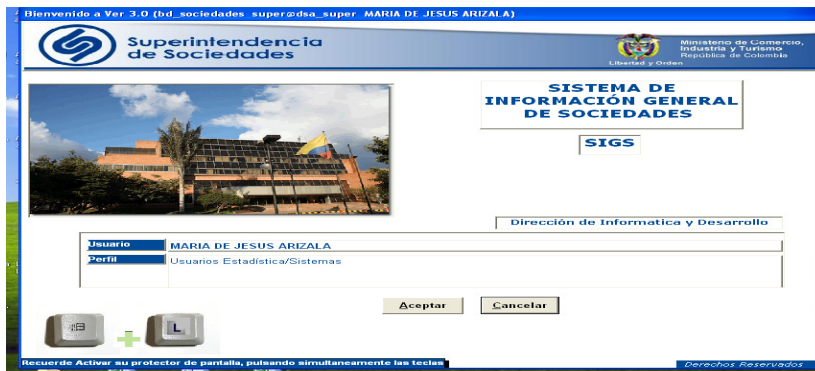 Bienvenido a Ver 3.0 (bd_sociedades super@dsa_super MARIA DE JESUS ARIZALA)
Superintendencia
de Sociedades
Ministerio de Comercio,
Industria y Turismo
República de Colombia
Libertad y Orden
SISTEMA DE
INFORMACIÓN GENERAL
DE SOCIEDADES
SIGS
Dirección de Informatica y Desarrollo
Usuario MARIA DE JESUS ARIZALA
Perfil Usuarios Estadística/Sistemas
Aceptar Cancelar
L
Recuerde Activar su protector de pantalla, pulsando simultaneamente las teclas
Derechos Reservados